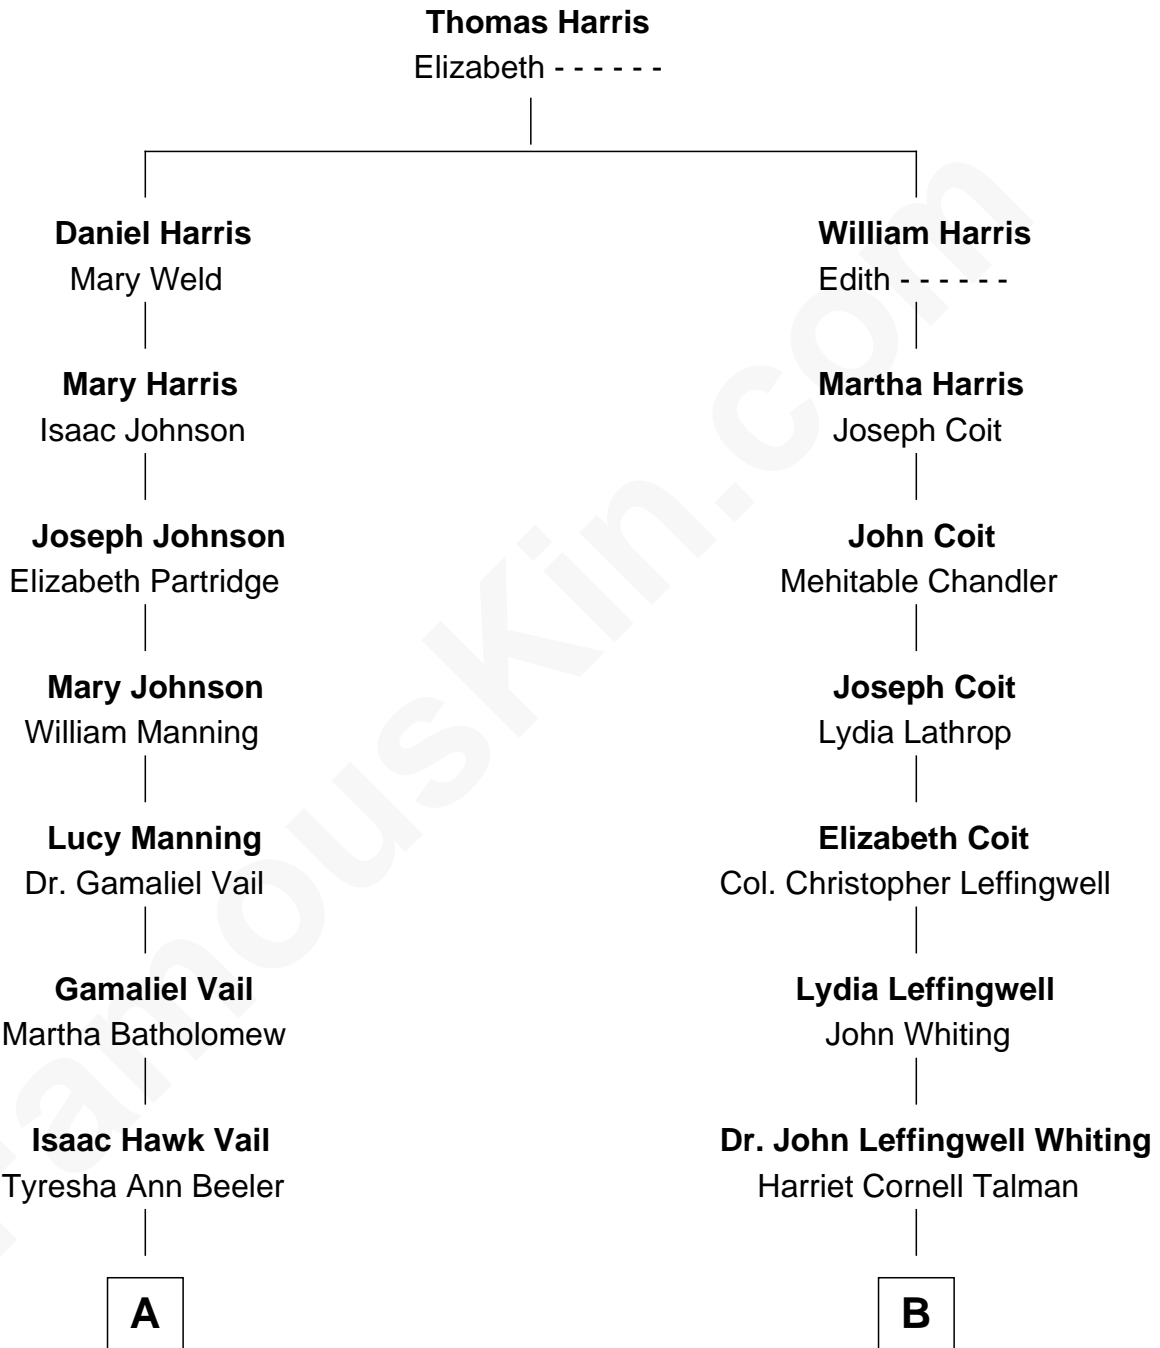 Thomas Harris
Elizabeth - - - - - -
Daniel Harris
Mary Weld
William Harris
Edith - - - - - -
Mary Harris
Isaac Johnson
Martha Harris
Joseph Coit
Joseph Johnson
Elizabeth Partridge
John Coit
Mehitable Chandler
Mary Johnson
William Manning
Joseph Coit
Lydia Lathrop
Lucy Manning
Dr. Gamaliel Vail
Elizabeth Coit
Col. Christopher Leffingwell
Gamaliel Vail
Martha Batholomew
Lydia Leffingwell
John Whiting
Isaac Hawk Vail
Tyresha Ann Beeler
Dr. John Leffingwell Whiting
Harriet Cornell Talman
A
B
FamousKin.com